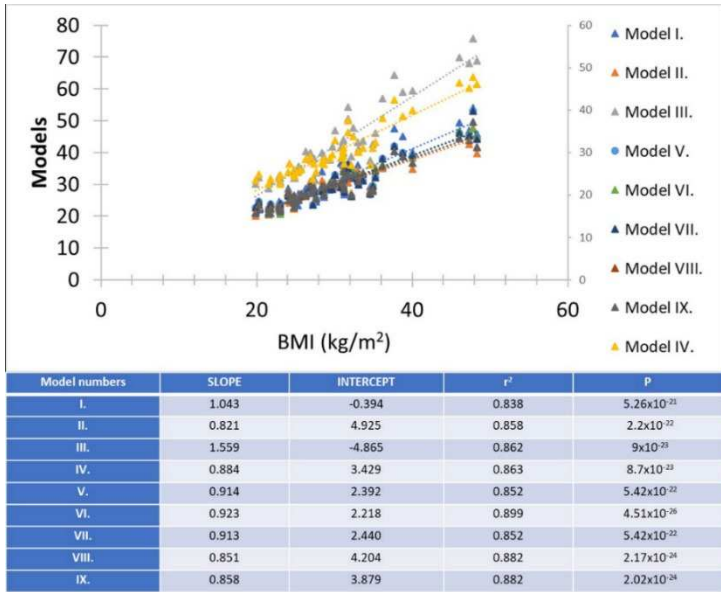 80
70
60
50
40
30
20
10
0
Models
60
50
40
30
20
10
0
0 20 40 60
BMI (kg/m²)
Model I.
Model II.
Model III.
Model V.
Model VI.
Model VII.
Model VIII.
Model IX.
Model IV.
Model numbers SLOPE INTERCEPT r² P
I. 1.043 -0.394 0.838 5.26x10⁻²¹
II. 0.821 4.925 0.858 2.2x10⁻²²
III. 1.559 -4.865 0.862 9x10⁻²³
IV. 0.884 3.429 0.863 8.7x10⁻²³
V. 0.914 2.392 0.852 5.42x10⁻²²
VI. 0.923 2.218 0.899 4.51x10⁻²⁶
VII. 0.913 2.440 0.852 5.42x10⁻²²
VIII. 0.851 4.204 0.882 2.17x10⁻²⁴
IX. 0.858 3.879 0.882 2.02x10⁻²⁴